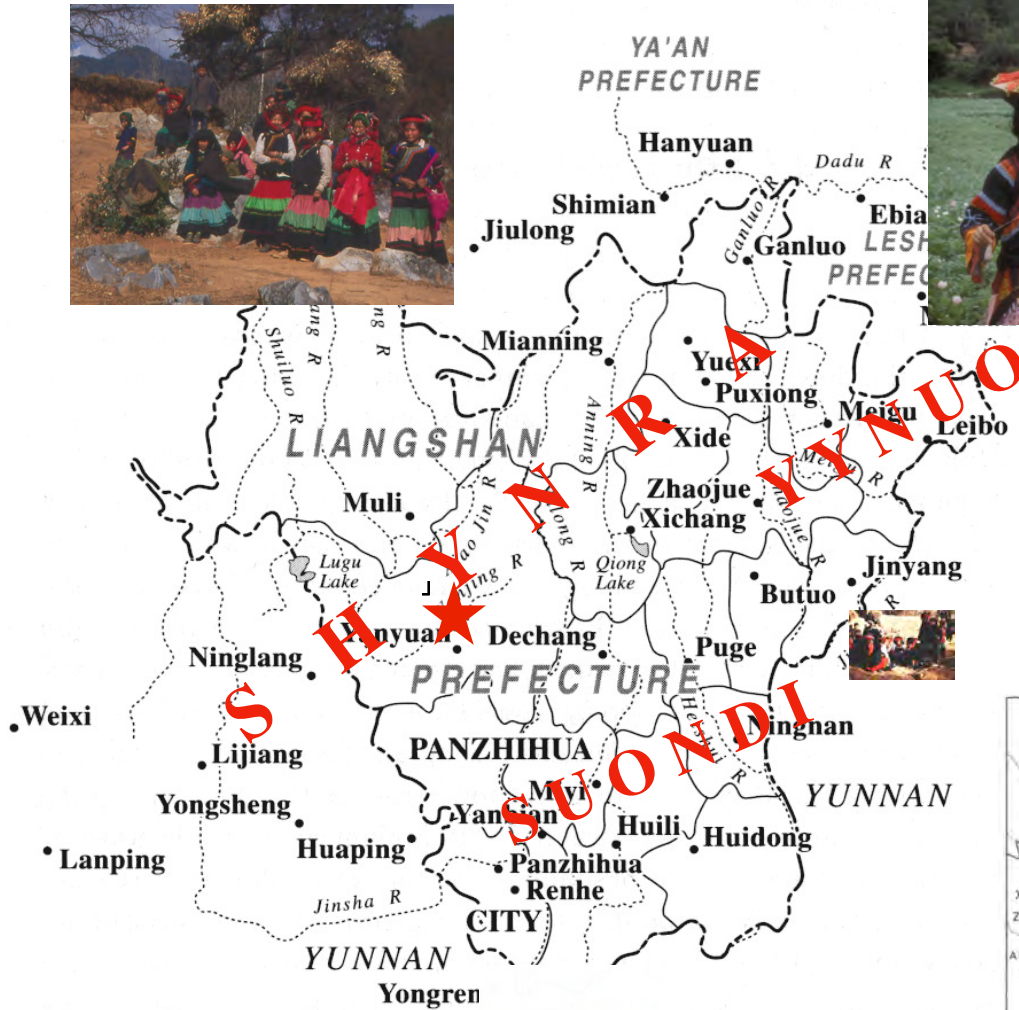 YA'AN
PREFECTURE
Hanyuan
Dadu R
Shimian
Ganluo R
Jiulong
Ganluo
LESH
PREFEC
Shuiluo R
Mianning
Yuexi
Puxiong
Anning R
Meigu
Leibo
Xide
LIANGSHAN
Zhaojue
Xichang
Muli
Lugu
Lake
Qiong
Lake
Jinyang
Butuo
Yanyuan
Dechang
Puge
Ninglang
PREFECTURE
Weixi
Ningnan
Lijiang
PANZHIHUA
Miyi
YUNNAN
Yongsheng
Yanbian
Huili
Huidong
Huaping
Lanping
Panzhihua
Renhe
Jinsha R
CITY
YUNNAN
Yongren
SHYNRA
YYNUO
SUONDI